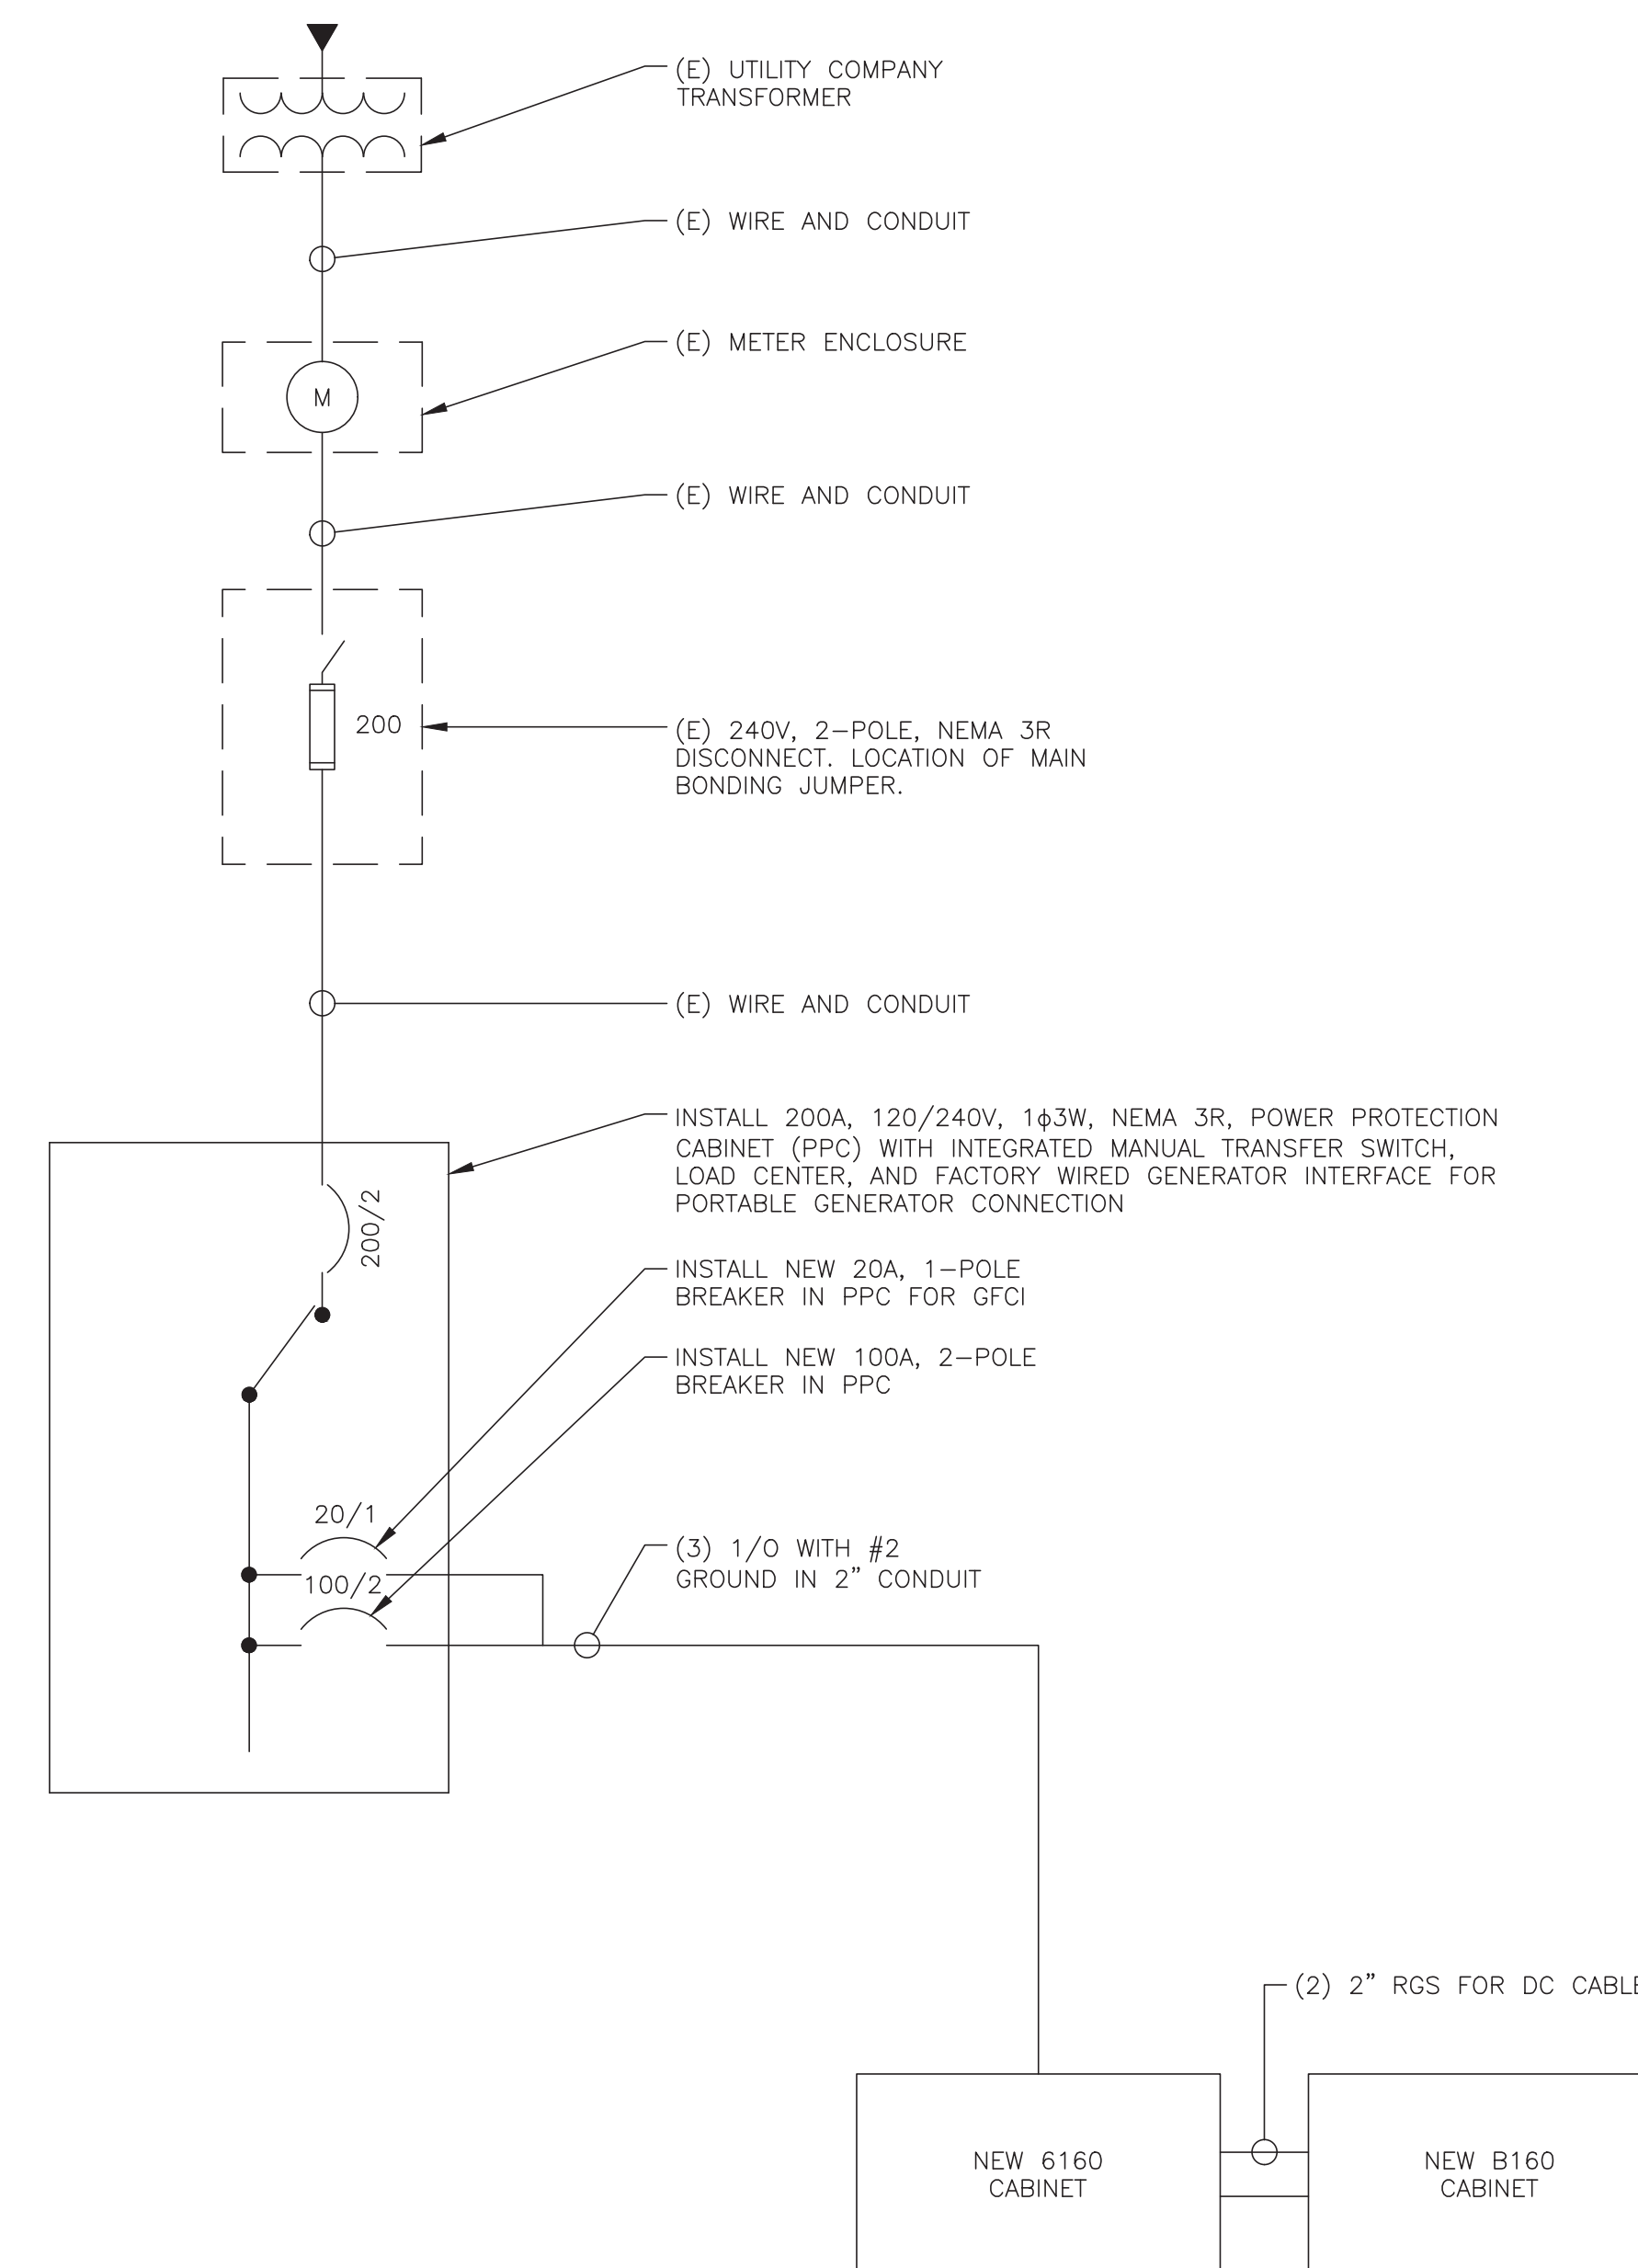 (E) UTILITY COMPANY
TRANSFORMER
(E) WIRE AND CONDUIT
(E) METER ENCLOSURE
M
(E) WIRE AND CONDUIT
200
(E) 240V, 2-POLE, NEMA 3R
DISCONNECT. LOCATION OF MAIN
BONDING JUMPER.
(E) WIRE AND CONDUIT
INSTALL 200A, 120/240V, 1ϕ3W, NEMA 3R, POWER PROTECTION
CABINET (PPC) WITH INTEGRATED MANUAL TRANSFER SWITCH,
LOAD CENTER, AND FACTORY WIRED GENERATOR INTERFACE FOR
PORTABLE GENERATOR CONNECTION
200/2
INSTALL NEW 20A, 1-POLE
BREAKER IN PPC FOR GFCI
INSTALL NEW 100A, 2-POLE
BREAKER IN PPC
20/1
100/2
(3) 1/0 WITH #2
GROUND IN 2" CONDUIT
(2) 2" RGS FOR DC
NEW 6160
CABINET
NEW B160
CABINET